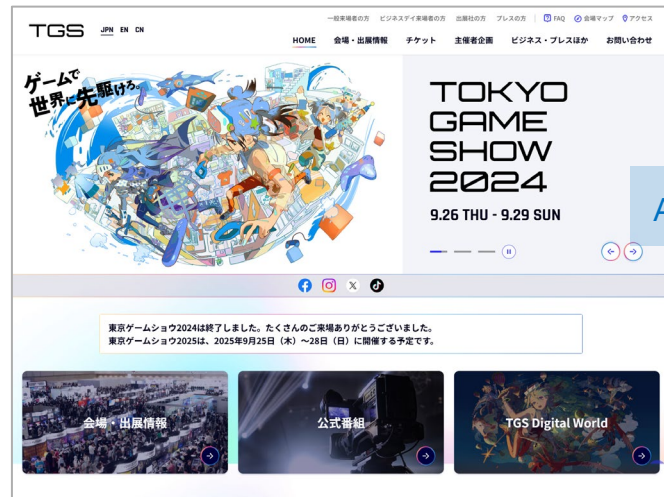 TGS JPN EN CN
一般来場者の方 ビジネスデイ来場者の方 出展社の方 プレスの方 FAQ 会場マップ アクセス
HOME 会場・出展情報 チケット 主催者企画 ビジネス・プレスほか お問い合わせ
ゲームで
世界に先駆けろ。
TOKYO
GAME
SHOW
2024
9.26 THU - 9.29 SUN
A
東京ゲームショウ2024は終了しました。たくさんのご来場ありがとうございました。
東京ゲームショウ2025は、2025年9月25日（木）～28日（日）に開催する予定です。
会場・出展情報
公式番組
TGS Digital World